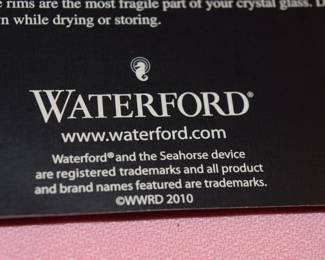 rims are the most fragile part of your crystal glass. D
n while drying or storing.
WATERFORD®
www.waterford.com
Waterford® and the Seahorse device
are registered trademarks and all product
and brand names featured are trademarks.
©WWRD 2010